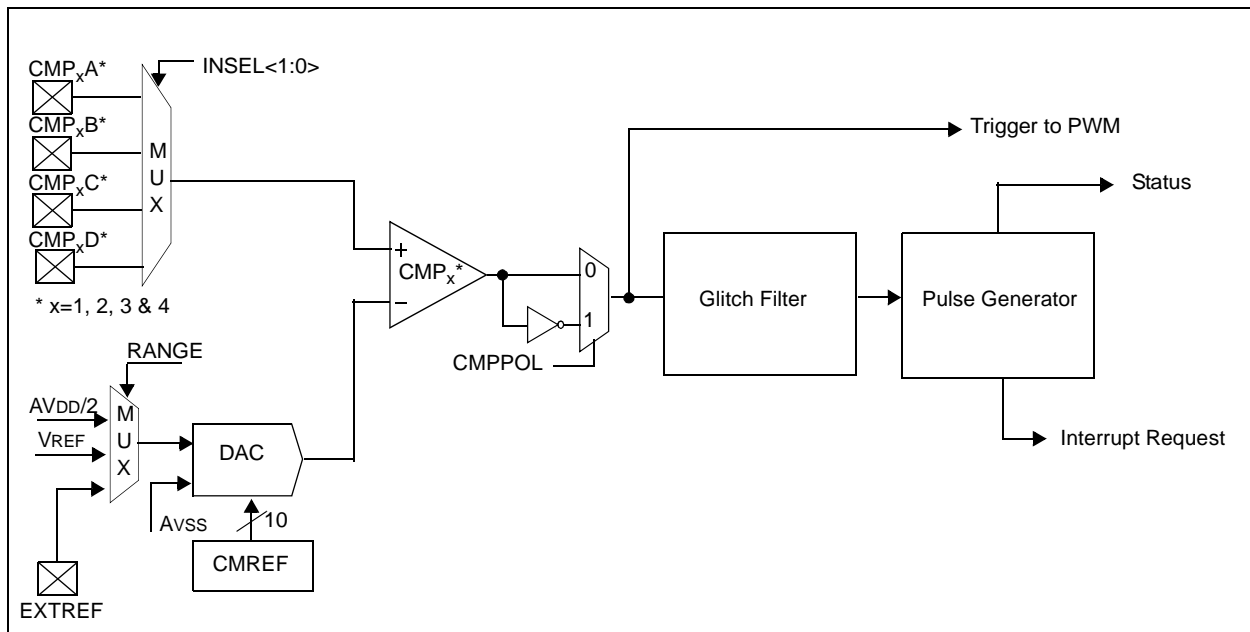 CMPxA*
INSEL<1:0>
CMPxB*
CMPxC*
CMPxD*
M
U
X
* x=1, 2, 3 & 4
Trigger to PWM
Status
+
CMPx*
−
0
1
CMPPOL
Glitch Filter
Pulse Generator
Interrupt Request
RANGE
AVDD/2
VREF
M
U
X
DAC
AVSS
10
CMREF
EXTREF